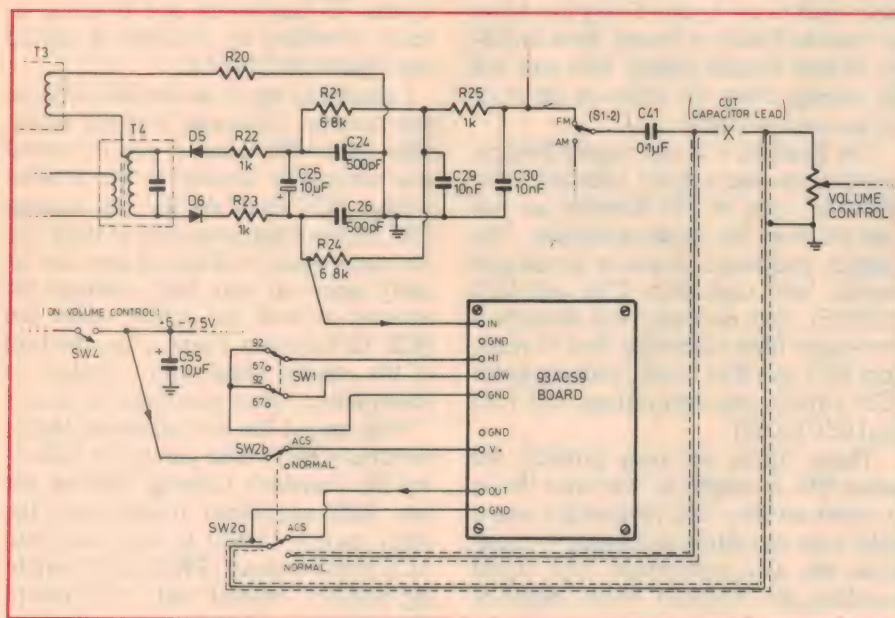 T3
R20
T4
D5
R22
1k
D6
R23
1k
R21
6·8k
C24
500pF
C25
10µF
+
C26
500pF
R24
6·8k
R25
1k
C29
10nF
C30
10nF
FM
(S1-2)
AM
C41
0·1µF
( CUT
CAPACITOR LEAD )
X
VOLUME
CONTROL
(ON VOLUME CONTROL)
SW4
+6 -7·5V
+
C55
10µF
92
67
92
67
SW1
SW2b
ACS
NORMAL
SW2a
ACS
NORMAL
IN
GND
HI
LOW
GND
GND
V+
OUT
GND
93ACS9
BOARD